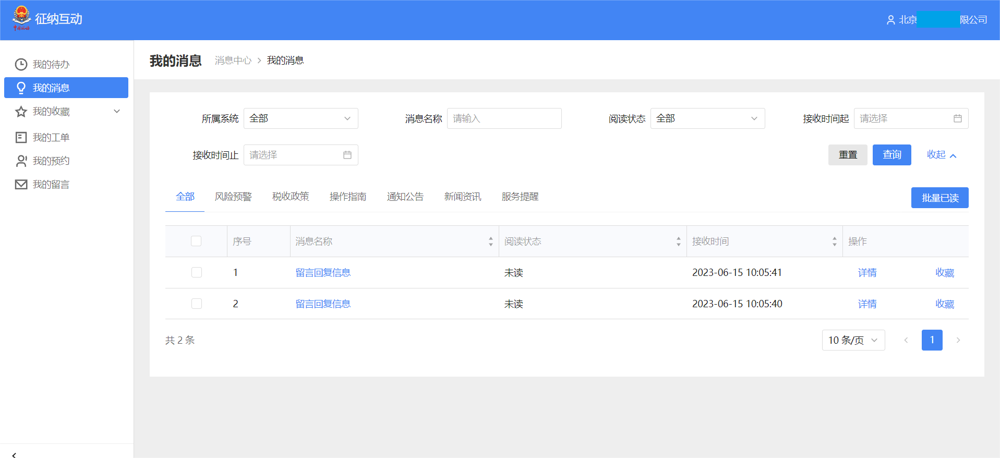 征纳互动
北京 限公司
我的待办
我的消息
我的收藏
我的工单
我的预约
我的留言
我的消息 消息中心 > 我的消息
所属系统 全部 消息名称 请输入 阅读状态 全部 接收时间起 请选择
接收时间止 请选择 重置 查询 收起
全部 风险预警 税收政策 操作指南 通知公告 新闻资讯 服务提醒 批量已读
序号 消息名称 阅读状态 接收时间 操作
1 留言回复信息 未读 2023-06-15 10:05:41 详情 收藏
2 留言回复信息 未读 2023-06-15 10:05:40 详情 收藏
共 2 条 10 条/页 < 1 >